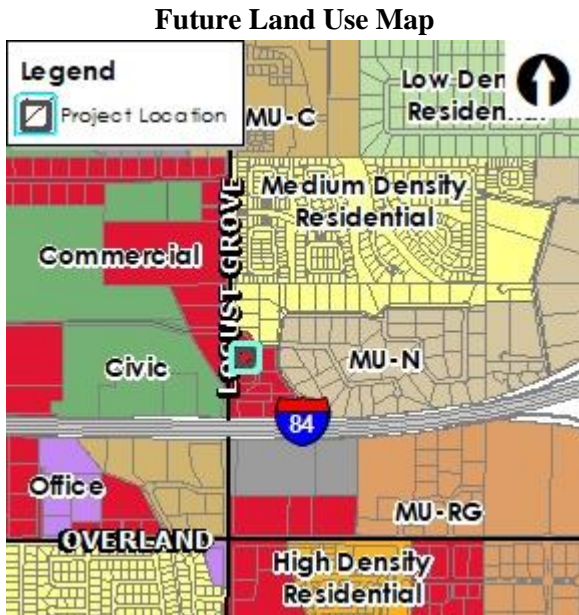 Future Land Use Map
Legend
Project Location
MU-C
Low Den
Residen
Medium Density
Residential
Commercial
LOCUST GROVE
Civic
MU-N
84
Office
MU-RG
OVERLAND
High Density
Residential